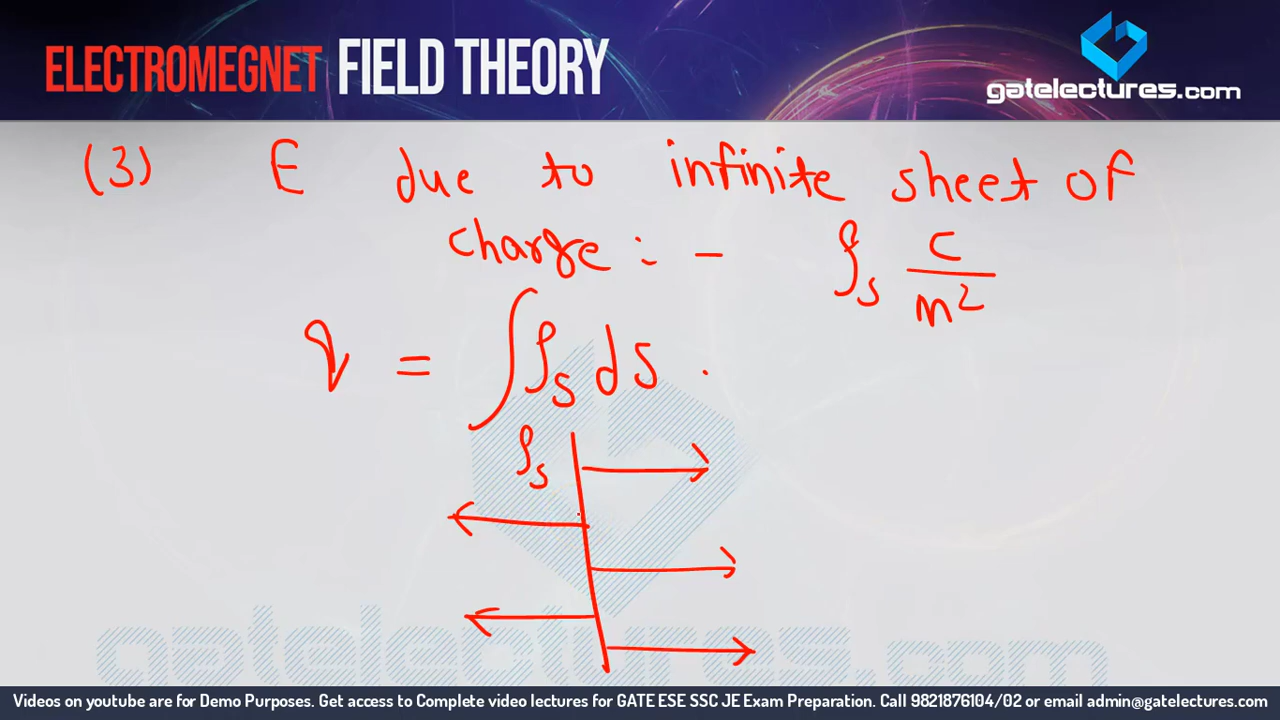 ELECTROMEGNET FIELD THEORY
gatelectures.com
(3) E due to infinite sheet of
charge :- ρs C/m²
q = ∫ρs ds .
ρs
gatelectures.com
Videos on youtube are for Demo Purposes. Get access to Complete video lectures for GATE ESE SSC JE Exam Preparation. Call 9821876104/02 or email admin@gatelectures.com